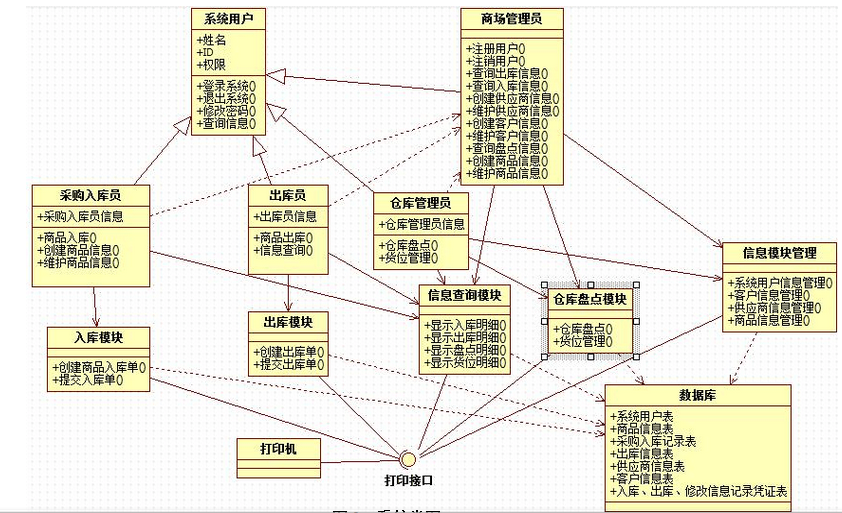 系统用户
+姓名
+ID
+权限
+登录系统()
+退出系统()
+修改密码()
+查询信息()
商场管理员
+注册用户()
+注销用户()
+查询出库信息()
+查询入库信息()
+创建供应商信息()
+维护供应商信息()
+创建客户信息()
+维护客户信息()
+查询盘点信息()
+创建商品信息()
+维护商品信息()
采购入库员
+采购入库员信息
+商品入库()
+创建商品信息()
+维护商品信息()
出库员
+出库员信息
+商品出库()
+信息查询()
仓库管理员
+仓库管理员信息
+仓库盘点()
+货位管理()
信息模块管理
+系统用户信息管理()
+客户信息管理()
+供应商信息管理()
+商品信息管理()
信息查询模块
+显示入库明细()
+显示出库明细()
+显示盘点明细()
+显示货位明细()
仓库盘点模块
+仓库盘点()
+货位管理()
入库模块
+创建商品入库单()
+提交入库单()
出库模块
+创建出库单()
+提交出库单()
数据库
+系统用户表
+商品信息表
+采购入库记录表
+出库信息表
+供应商信息表
+客户信息表
+入库、出库、修改信息记录凭证表
打印机
打印接口